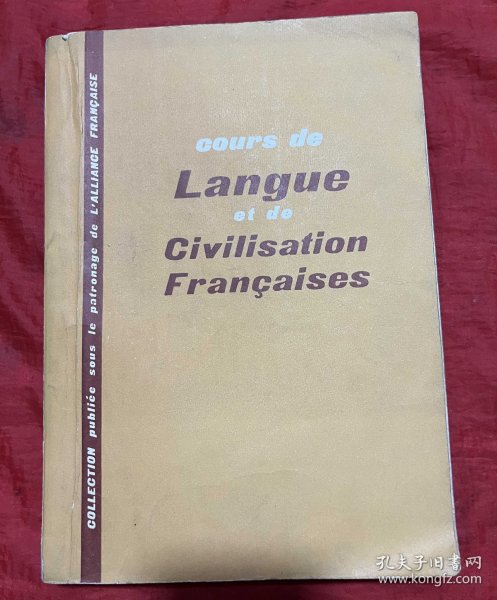 cours de
Langue
et de
Civilisation
Françaises
COLLECTION publiée sous le patronage de L'ALLIANCE FRANÇAISE
孔夫子旧书网
www.kongfz.com